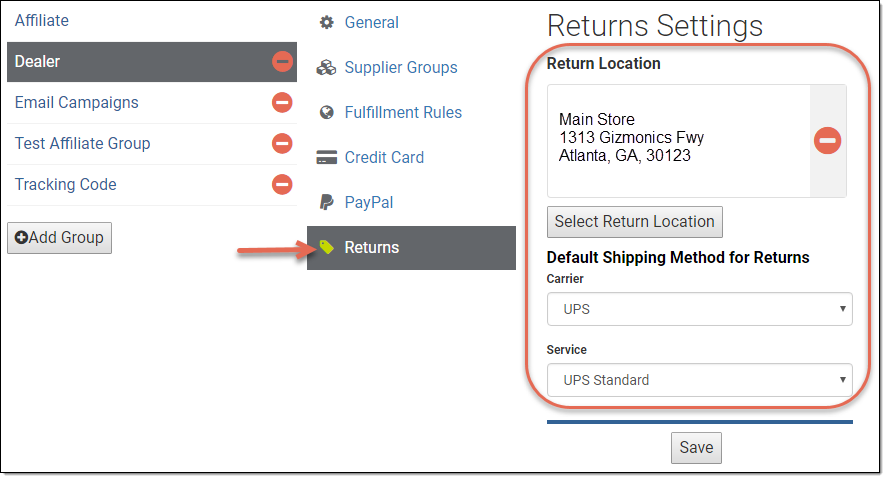 Affiliate
Dealer
Email Campaigns
Test Affiliate Group
Tracking Code
Add Group
General
Supplier Groups
Fulfillment Rules
Credit Card
PayPal
Returns
Returns Settings
Return Location
Main Store
1313 Gizmonics Fwy
Atlanta, GA, 30123
Select Return Location
Default Shipping Method for Returns
Carrier
UPS
Service
UPS Standard
Save